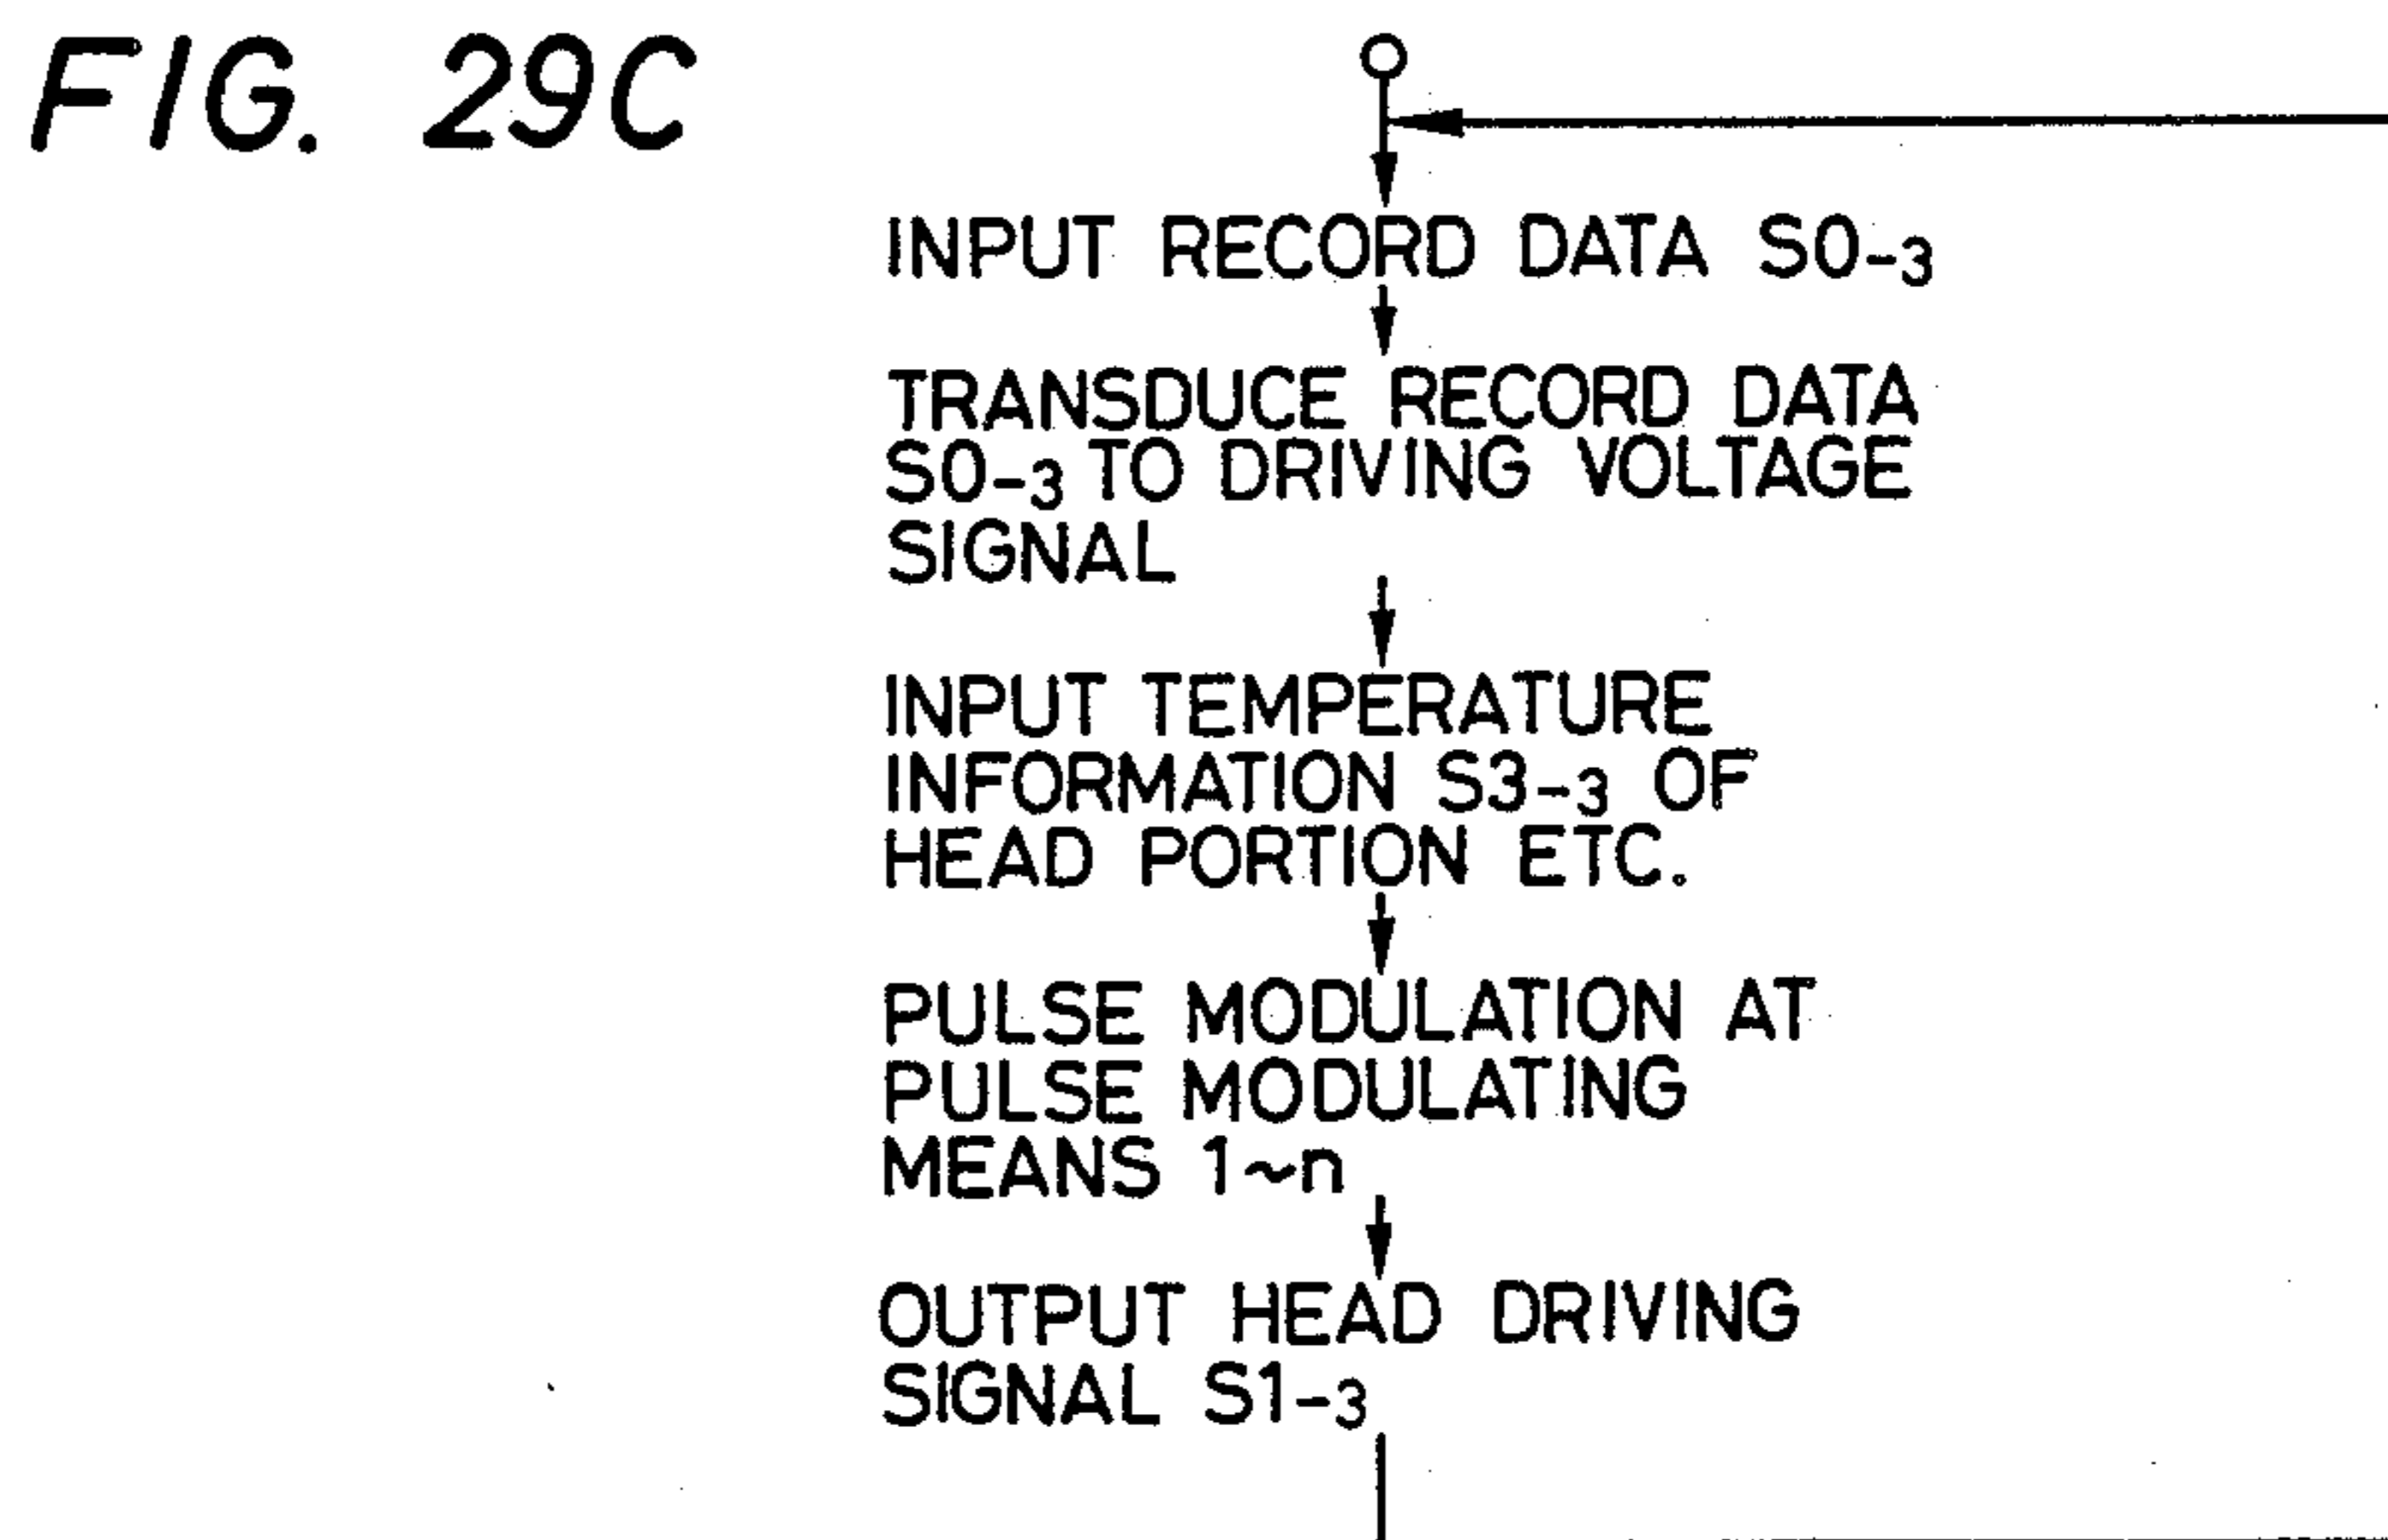 FIG. 29C
INPUT RECORD DATA S0-3
TRANSDUCE RECORD DATA
S0-3 TO DRIVING VOLTAGE
SIGNAL
INPUT TEMPERATURE
INFORMATION S3-3 OF
HEAD PORTION ETC.
PULSE MODULATION AT
PULSE MODULATING
MEANS 1~n
OUTPUT HEAD DRIVING
SIGNAL S1-3